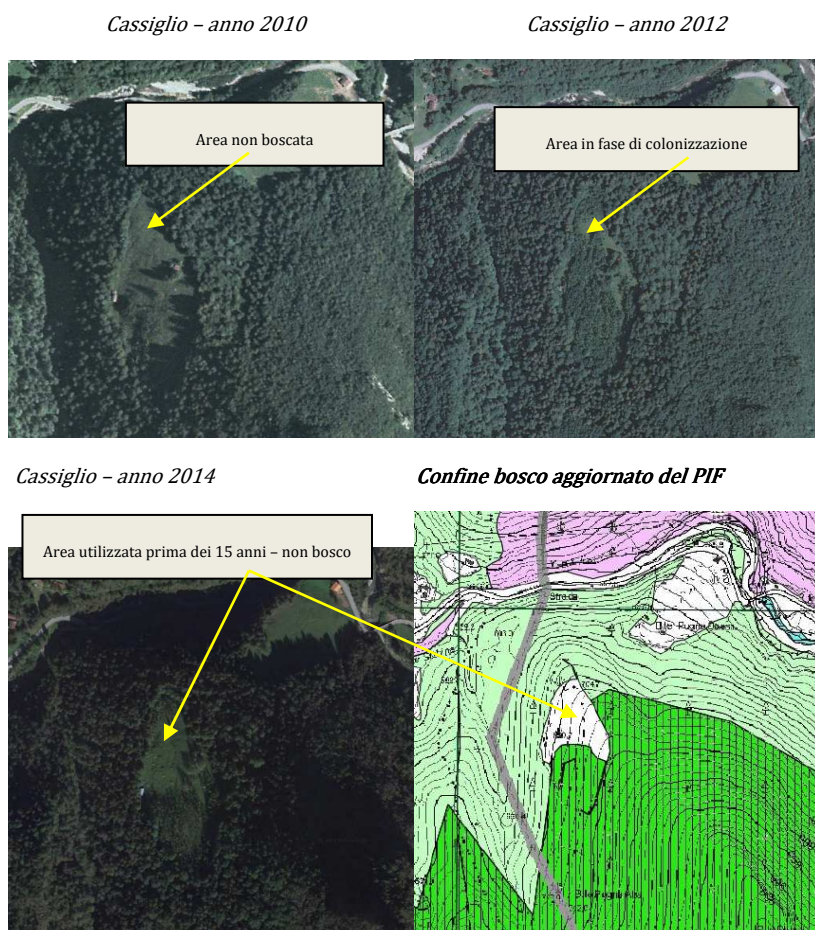 Cassiglio – anno 2010
Cassiglio – anno 2012
Area non boscata
Area in fase di colonizzazione
Cassiglio – anno 2014
Confine bosco aggiornato del PIF
Area utilizzata prima dei 15 anni – non bosco